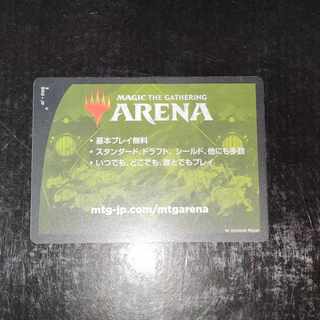 MAGIC THE GATHERING
ARENA
• 基本プレイ無料
• スタンダード、ドラフト、シールド、他にも多数
• いつでも、どこでも、誰とでもプレイ
mtg-jp.com/mtgarena